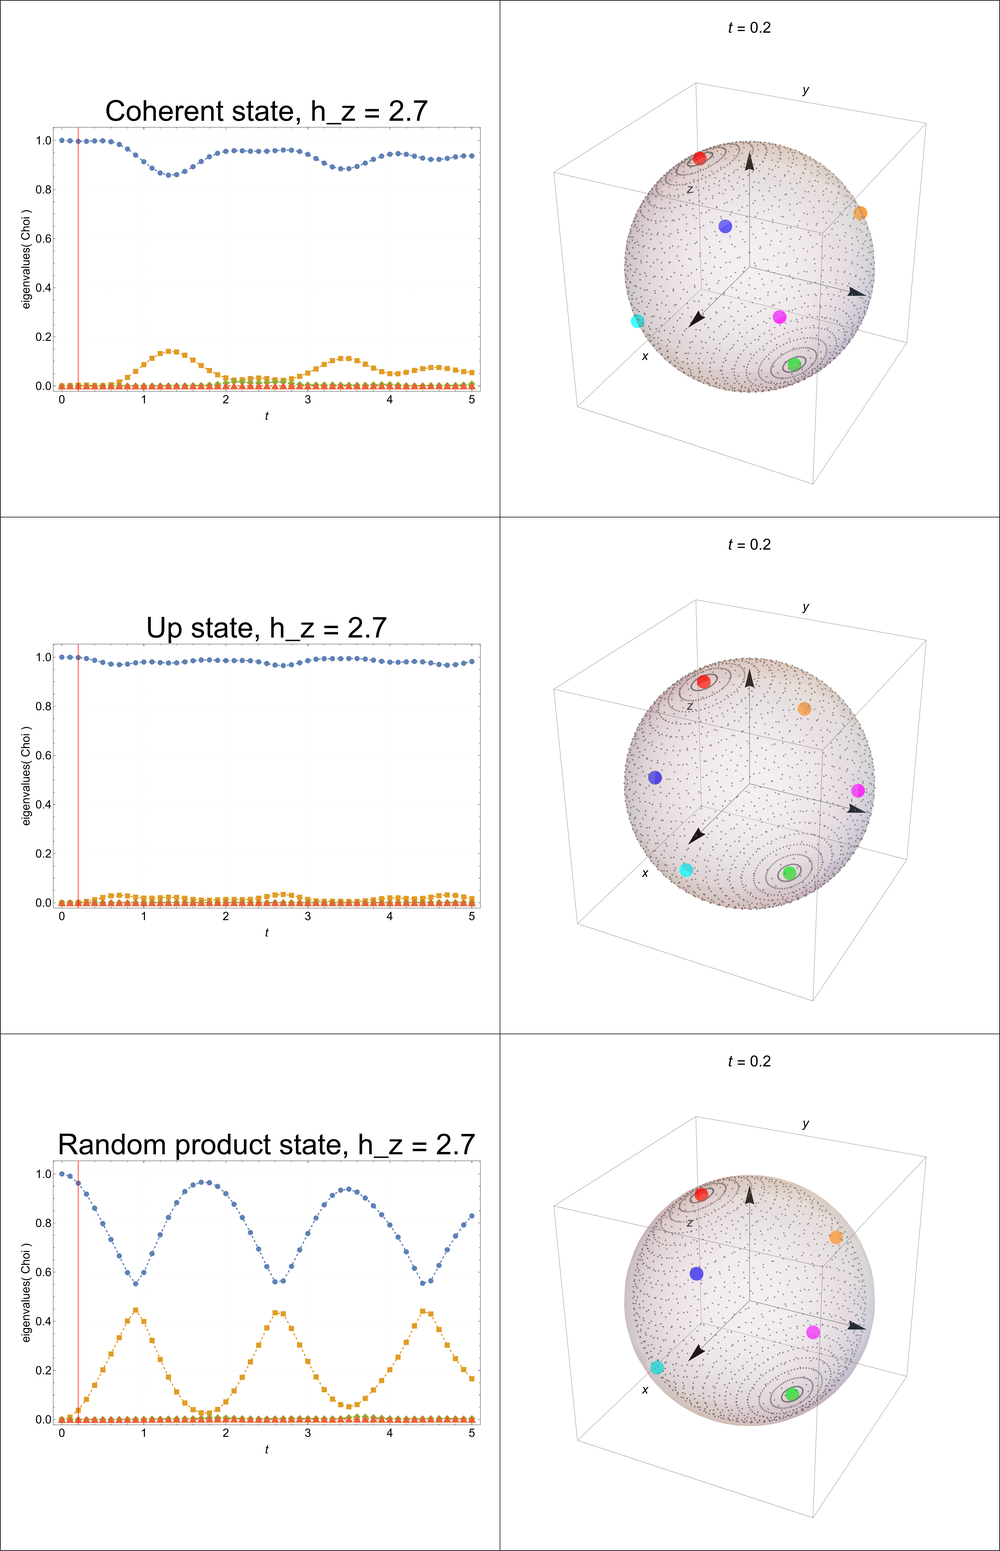 Coherent state, h_z = 2.7
eigenvalues( Choi )
1.0
0.8
0.6
0.4
0.2
0.0
0 1 2 3 4 5
t
t = 0.2
y
z
x
Up state, h_z = 2.7
eigenvalues( Choi )
1.0
0.8
0.6
0.4
0.2
0.0
0 1 2 3 4 5
t
t = 0.2
y
z
x
Random product state, h_z = 2.7
eigenvalues( Choi )
1.0
0.8
0.6
0.4
0.2
0.0
0 1 2 3 4 5
t
t = 0.2
y
z
x